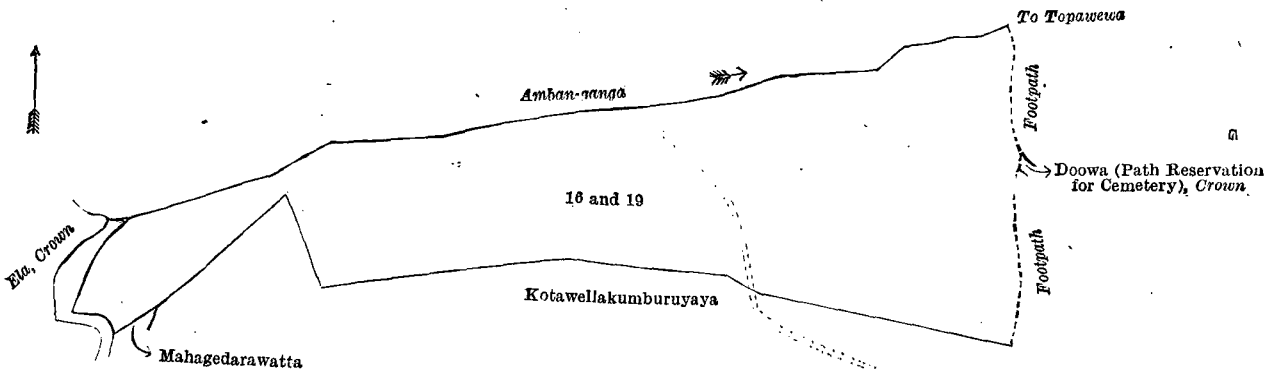 To Topawewa
Amban-ganga
Footpath
Doowa (Path Reservation
for Cemetery), Crown
16 and 19
Ela, Crown
Footpath
Kotawellakumburuyaya
Mahagedarawatta